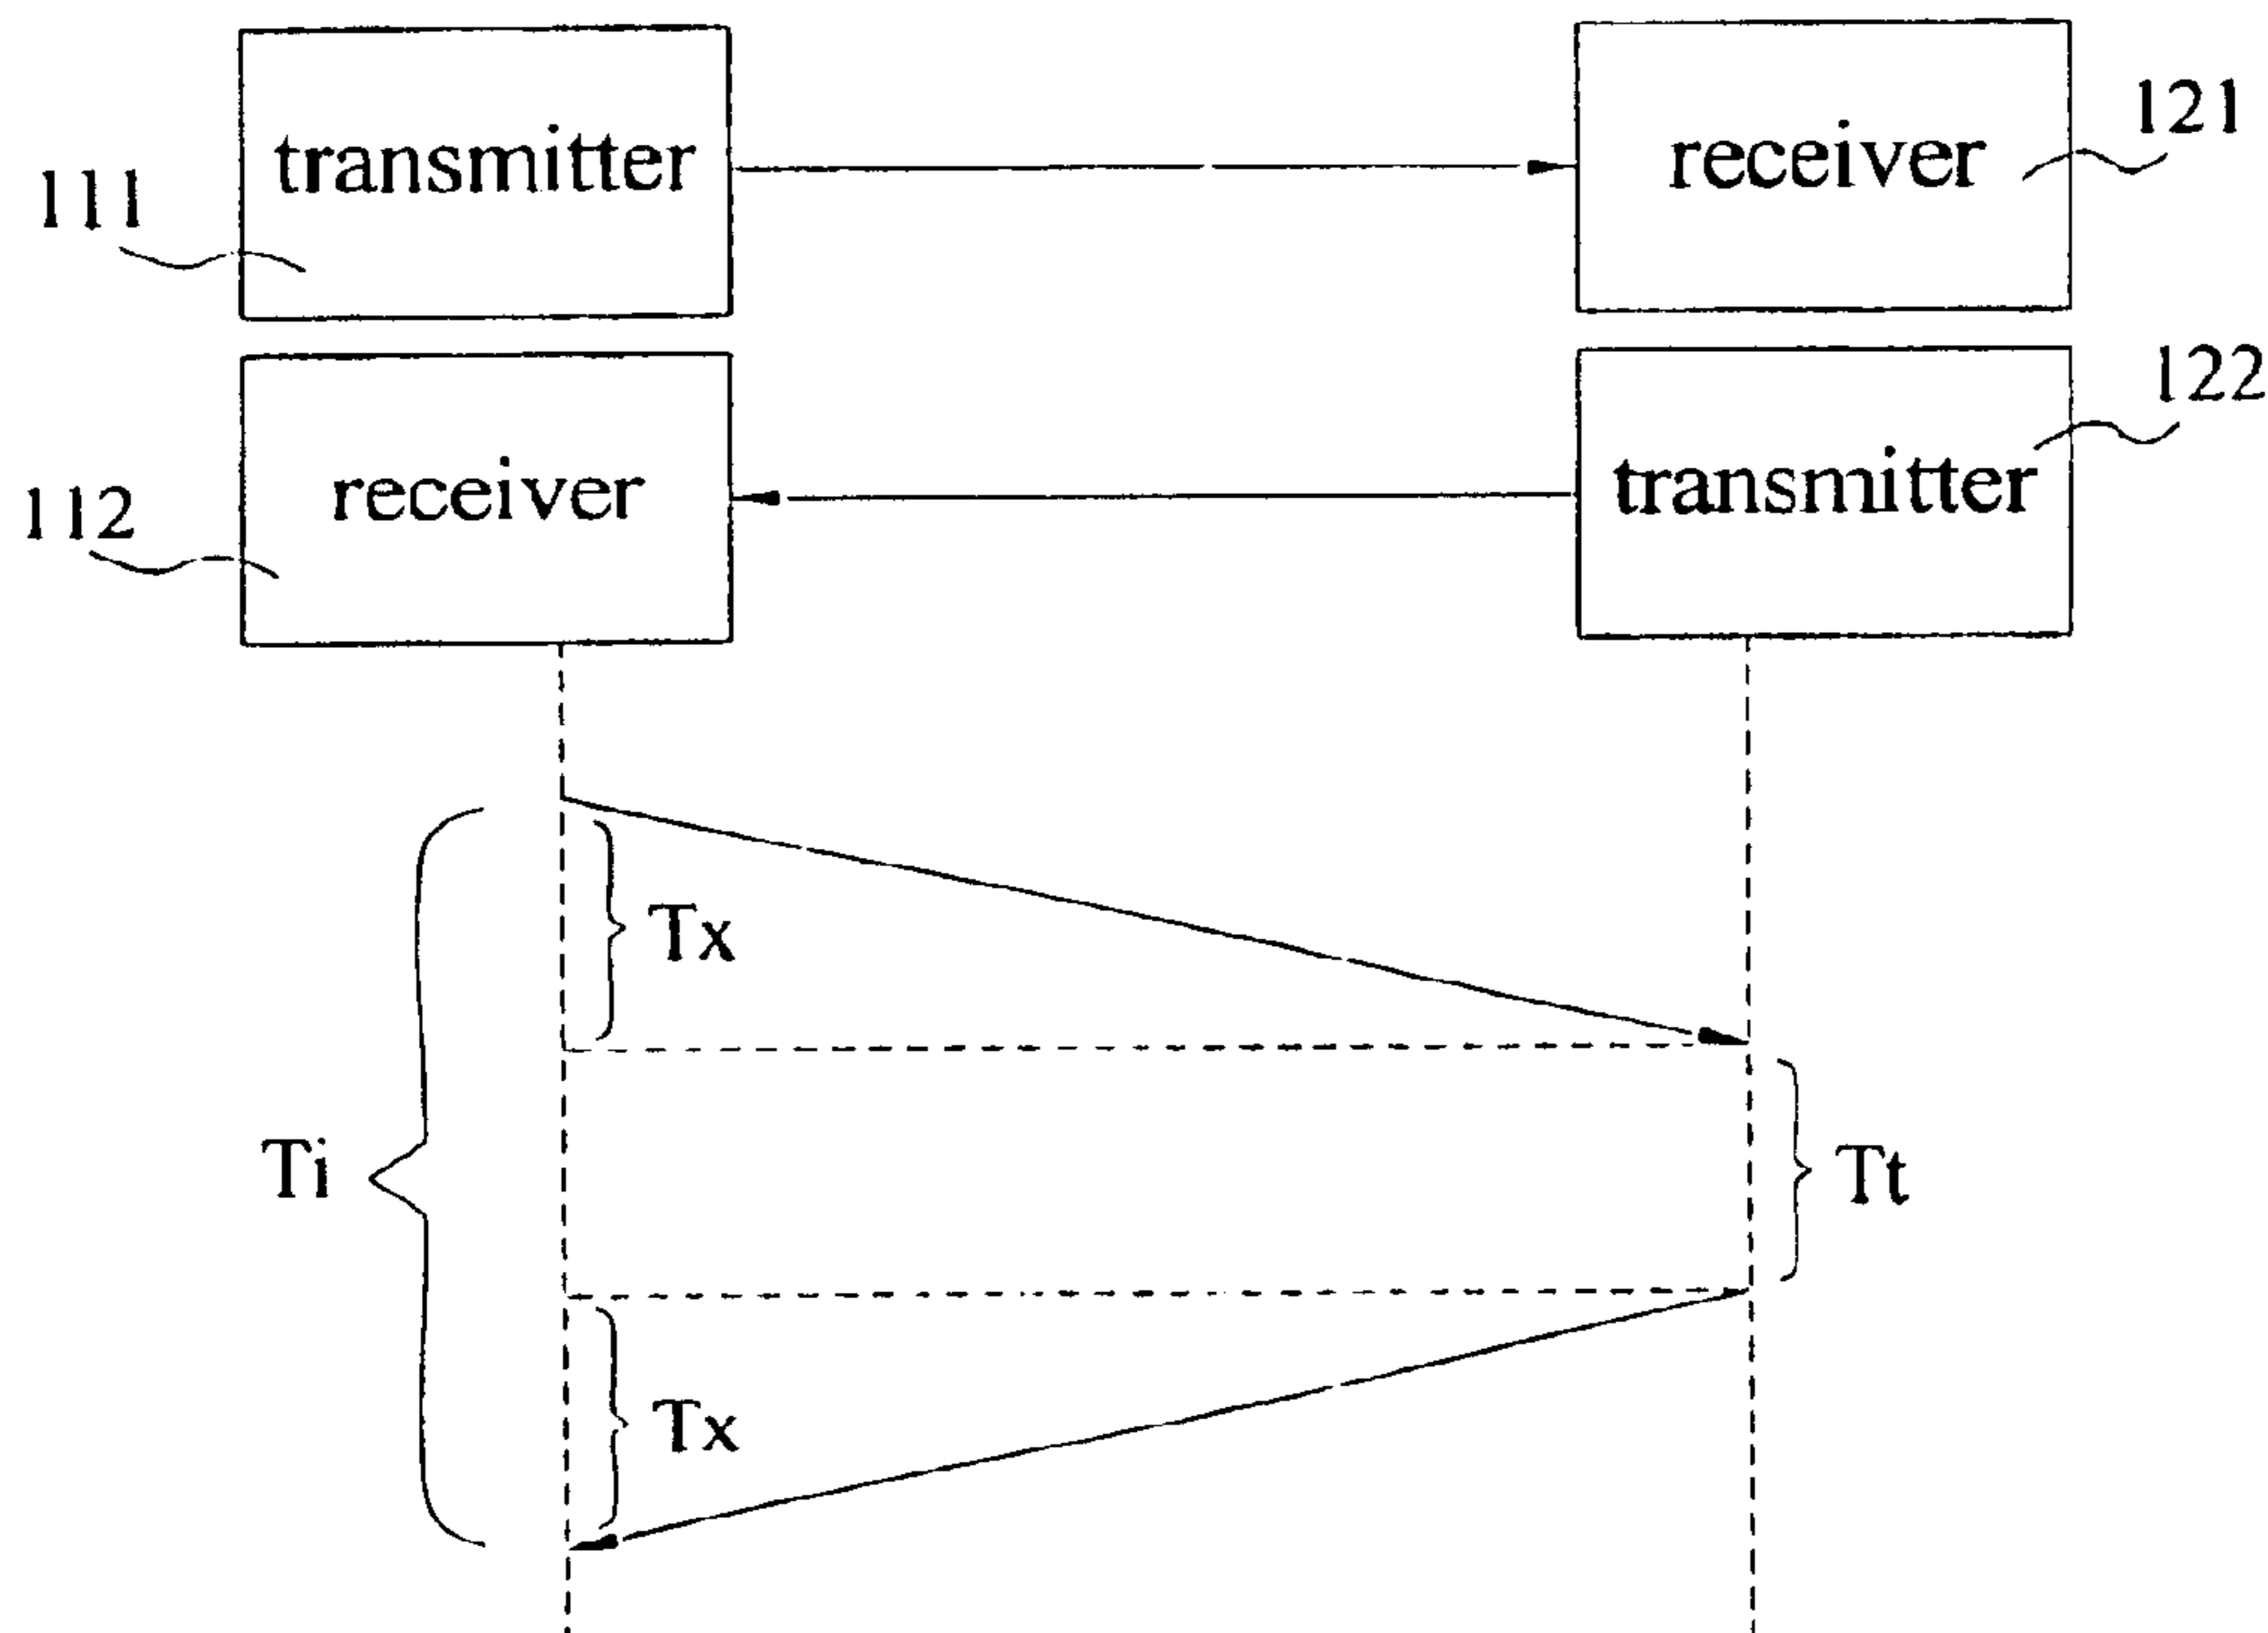 transmitter
receiver
121
111
122
receiver
transmitter
112
Tx
Ti
Tt
Tx